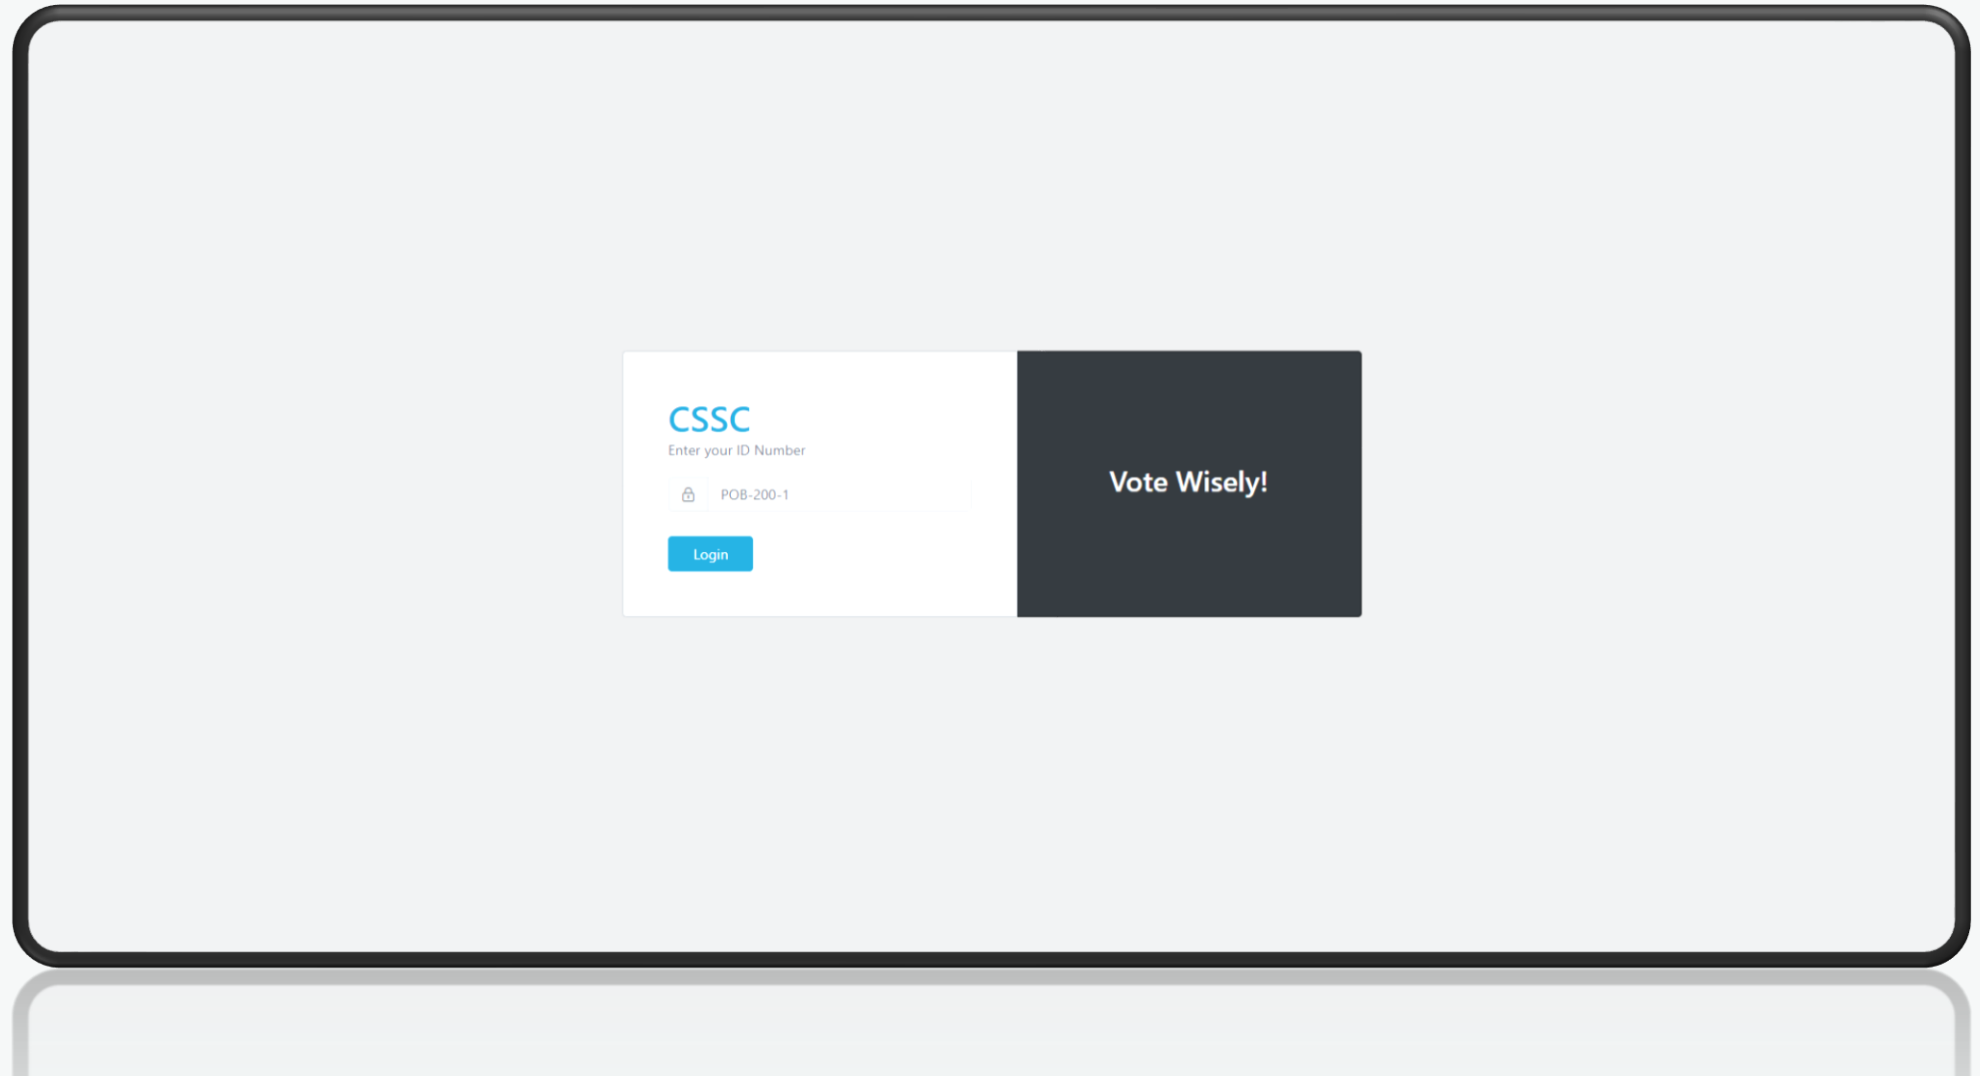 CSSC
Enter your ID Number
POB-200-1
Login
Vote Wisely!